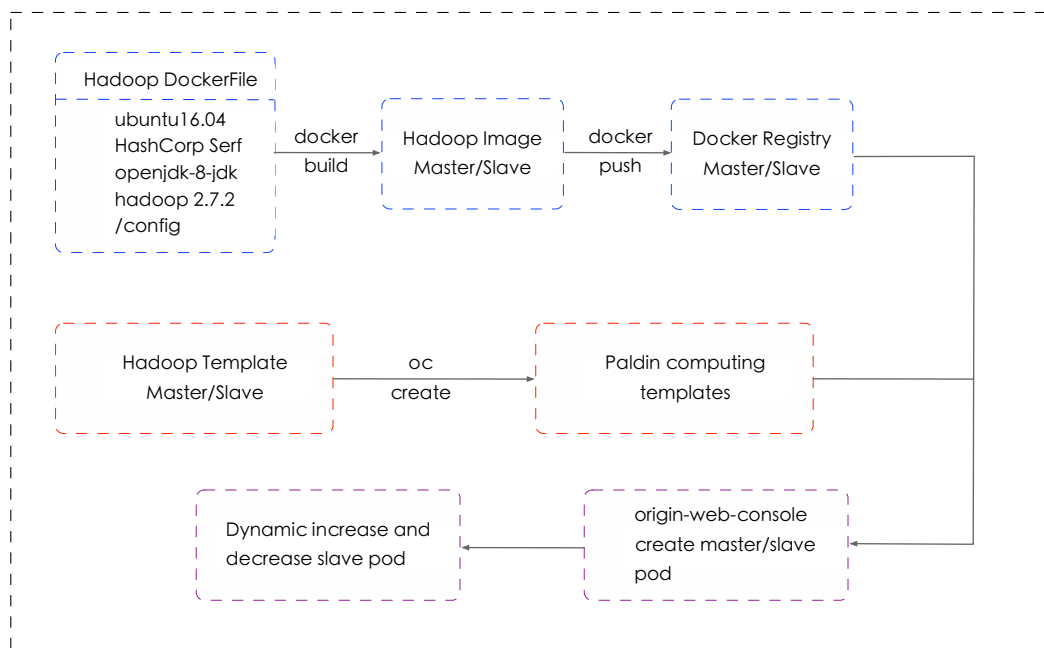 Hadoop DockerFile
ubuntu16.04
HashCorp Serf
openjdk-8-jdk
hadoop 2.7.2
/config
docker
build
Hadoop Image
Master/Slave
docker
push
Docker Registry
Master/Slave
Hadoop Template
Master/Slave
oc
create
Paldin computing
templates
origin-web-console
create master/slave
pod
Dynamic increase and
decrease slave pod